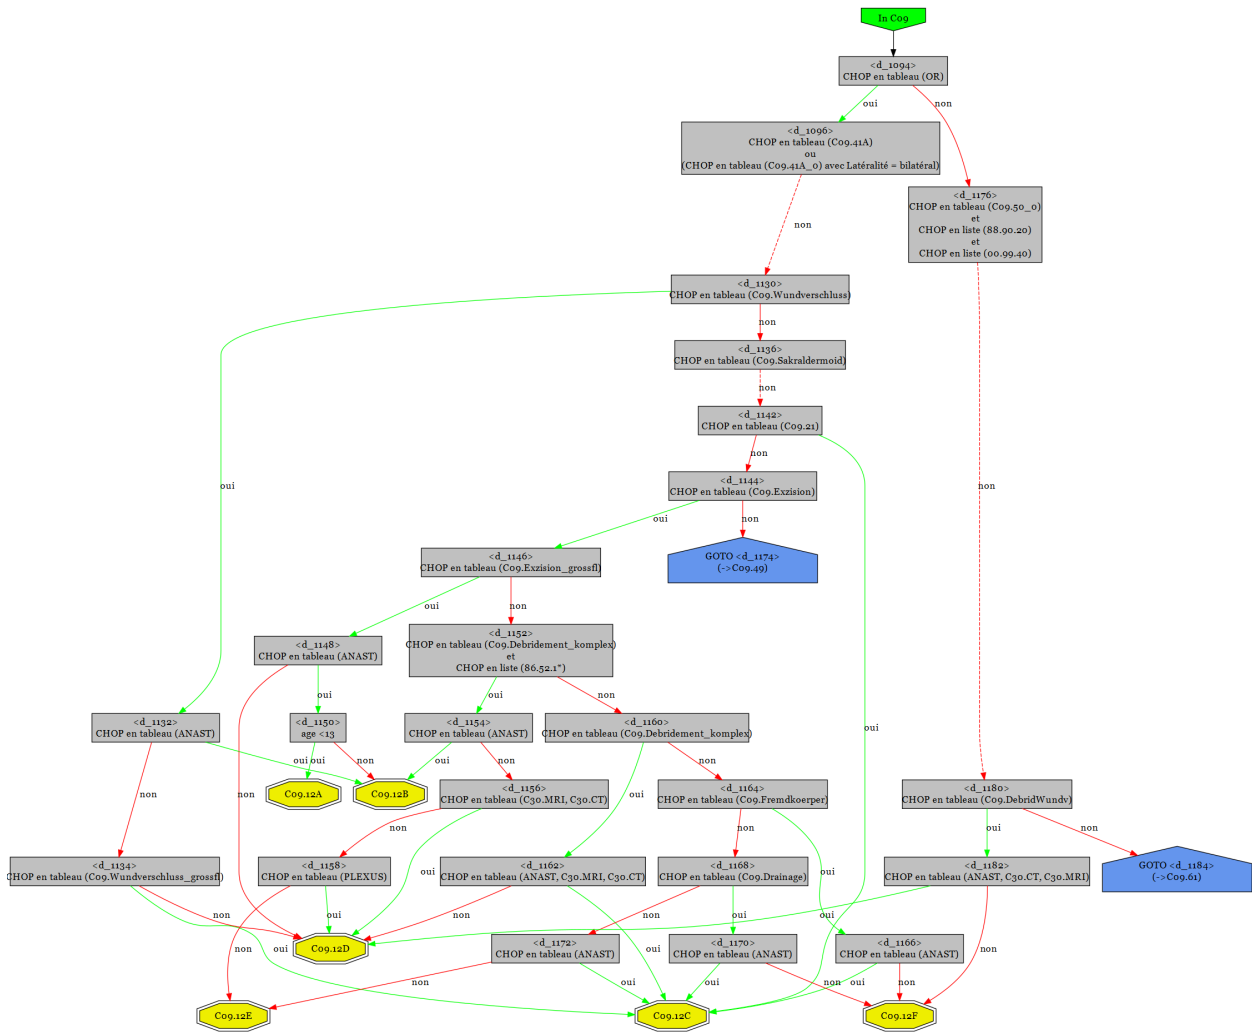 In C09
<d_1094>
CHOP en tableau (OR)
oui
non
<d_1096>
CHOP en tableau (C09.41A)
ou
(CHOP en tableau (C09.41A_0) avec Latéralité = bilatéral)
<d_1176>
CHOP en tableau (C09.50_0)
et
CHOP en liste (88.90.20)
et
CHOP en liste (00.99.40)
non
<d_1130>
CHOP en tableau (C09.Wundverschluss)
non
<d_1136>
CHOP en tableau (C09.Sakraldermoid)
non
<d_1142>
CHOP en tableau (C09.21)
non
oui
<d_1144>
CHOP en tableau (C09.Exzision)
non
oui
non
<d_1146>
CHOP en tableau (C09.Exzision_grossfl)
GOTO <d_1174>
(->C09.49)
oui
non
<d_1148>
CHOP en tableau (ANAST)
<d_1152>
CHOP en tableau (C09.Debridement_komplex)
et
CHOP en liste (86.52.1*)
oui
oui
non
<d_1132>
CHOP en tableau (ANAST)
<d_1150>
age <13
<d_1154>
CHOP en tableau (ANAST)
<d_1160>
CHOP en tableau (C09.Debridement_komplex)
oui
oui
oui
non
oui
non
non
non
non
oui
C09.12A
C09.12B
<d_1156>
CHOP en tableau (C30.MRI, C30.CT)
<d_1164>
CHOP en tableau (C09.Fremdkoerper)
<d_1180>
CHOP en tableau (C09.DebridWundv)
non
non
oui
non
<d_1134>
CHOP en tableau (C09.Wundverschluss_grossfl)
<d_1158>
CHOP en tableau (PLEXUS)
oui
<d_1162>
CHOP en tableau (ANAST, C30.MRI, C30.CT)
<d_1168>
CHOP en tableau (C09.Drainage)
oui
<d_1182>
CHOP en tableau (ANAST, C30.CT, C30.MRI)
GOTO <d_1184>
(->C09.61)
non
oui
non
non
oui
oui
non
oui
C09.12D
oui
<d_1172>
CHOP en tableau (ANAST)
<d_1170>
CHOP en tableau (ANAST)
<d_1166>
CHOP en tableau (ANAST)
non
non
oui
oui
non
oui
non
C09.12E
C09.12C
C09.12F